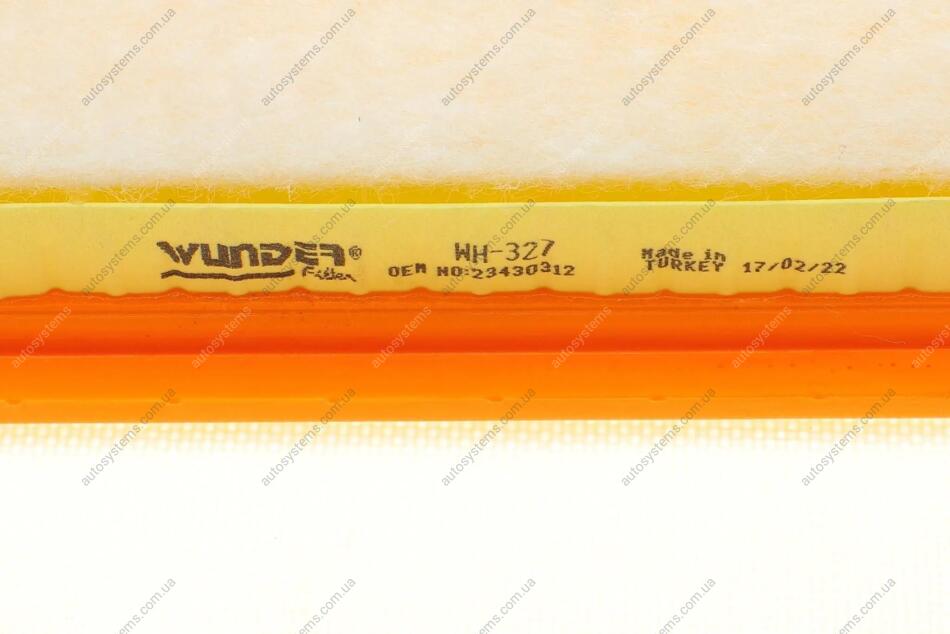 WUNDER®
Filter
WH-327
OEM NO:23430312
Made in
TURKEY 17/02/22
autosystems.com.ua